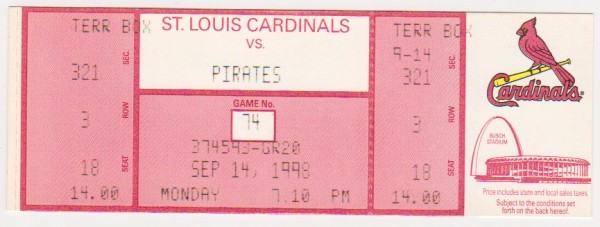 TERR BOX
321 SEC.
3 ROW
18 SEAT
14.00
ST. LOUIS CARDINALS
VS.
PIRATES
GAME No.
74
374593-GR20
SEP 14, 1998
MONDAY 7:10 PM
TERR BOX
9-14
321 SEC.
3 ROW
18 SEAT
14.00
Cardinals
BUSCH
STADIUM
Price includes state and local sales taxes.
Subject to the conditions set
forth on the back hereof.